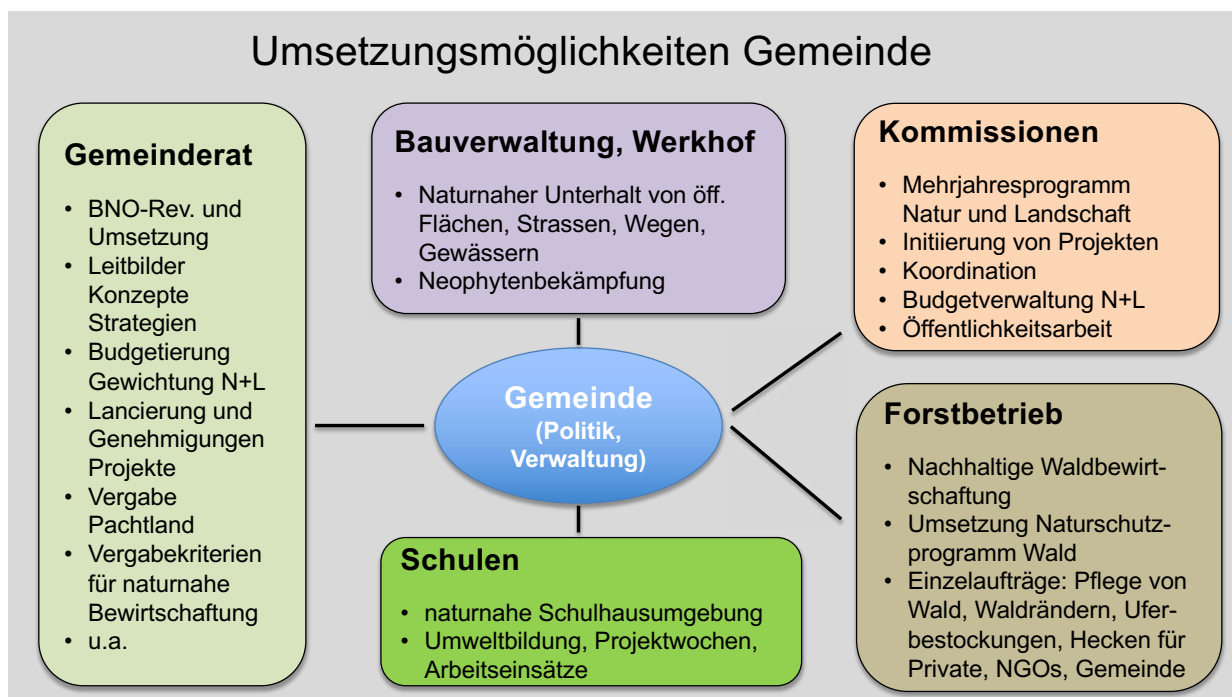 Umsetzungsmöglichkeiten Gemeinde
Gemeinderat
• BNO-Rev. und
Umsetzung
• Leitbilder
Konzepte
Strategien
• Budgetierung
Gewichtung N+L
• Lancierung und
Genehmigungen
Projekte
• Vergabe
Pachtland
• Vergabekriterien
für naturnahe
Bewirtschaftung
• u.a.
Bauverwaltung, Werkhof
• Naturnaher Unterhalt von öff.
Flächen, Strassen, Wegen,
Gewässern
• Neophytenbekämpfung
Kommissionen
• Mehrjahresprogramm
Natur und Landschaft
• Initiierung von Projekten
• Koordination
• Budgetverwaltung N+L
• Öffentlichkeitsarbeit
Gemeinde
(Politik,
Verwaltung)
Schulen
• naturnahe Schulhausumgebung
• Umweltbildung, Projektwochen,
Arbeitseinsätze
Forstbetrieb
• Nachhaltige Waldbewirt-
schaftung
• Umsetzung Naturschutz-
programm Wald
• Einzelaufträge: Pflege von
Wald, Waldrändern, Ufer-
bestockungen, Hecken für
Private, NGOs, Gemeinde